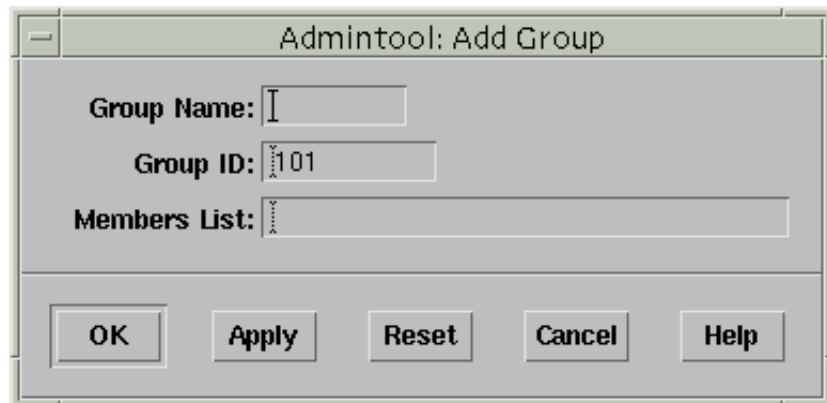 Admintool: Add Group
Group Name:
Group ID: 101
Members List:
OK Apply Reset Cancel Help